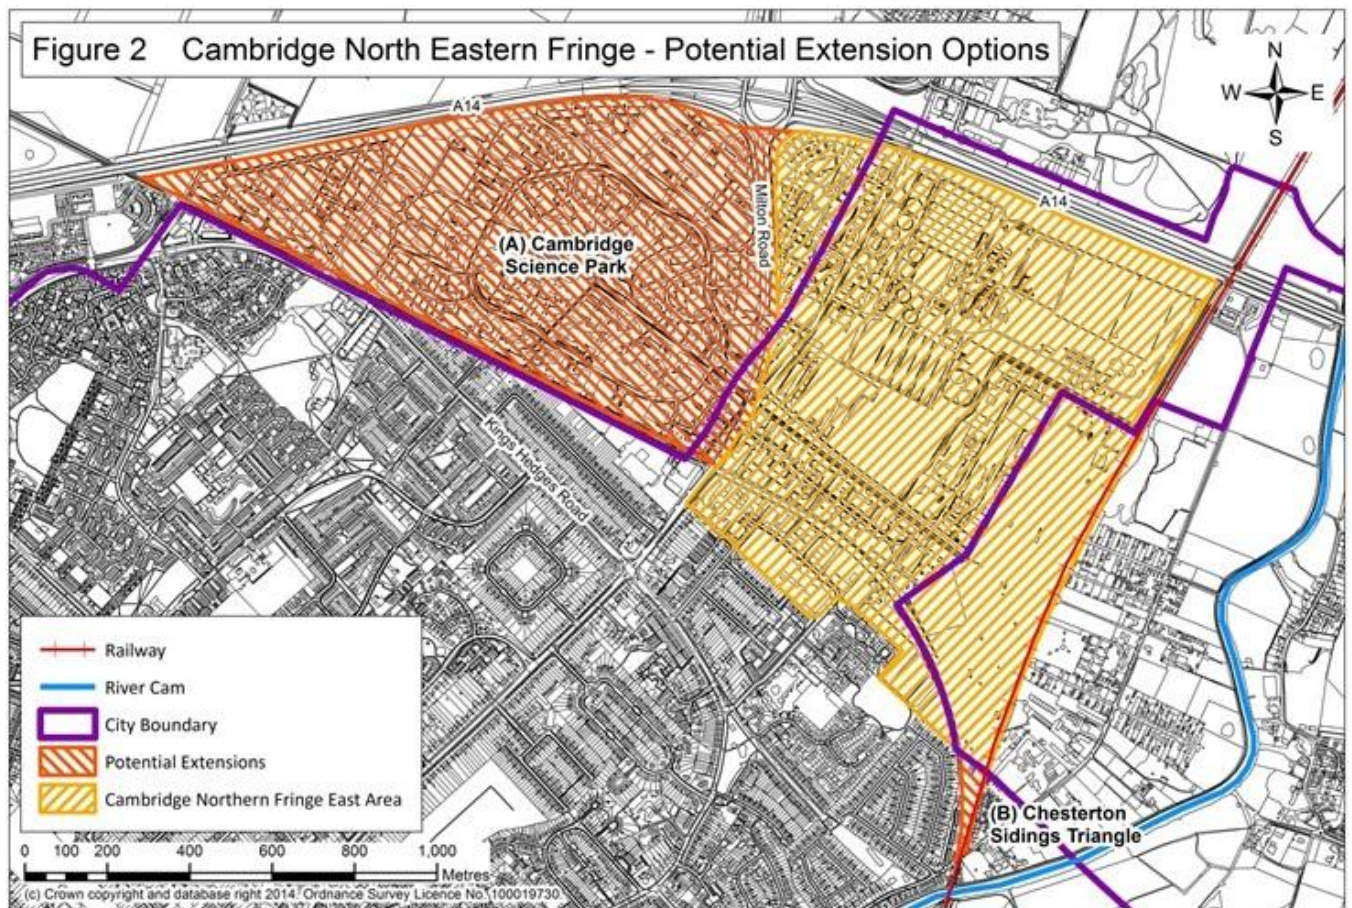 Figure 2 Cambridge North Eastern Fringe - Potential Extension Options
N
W E
S
A14
Milton Road
A14
(A) Cambridge
Science Park
Kings Hedges Road
Railway
River Cam
City Boundary
Potential Extensions
Cambridge Northern Fringe East Area
(B) Chesterton
Sidings Triangle
0 100 200 400 600 800 1,000
Metres
(c) Crown copyright and database right 2014. Ordnance Survey Licence No. 100019730.